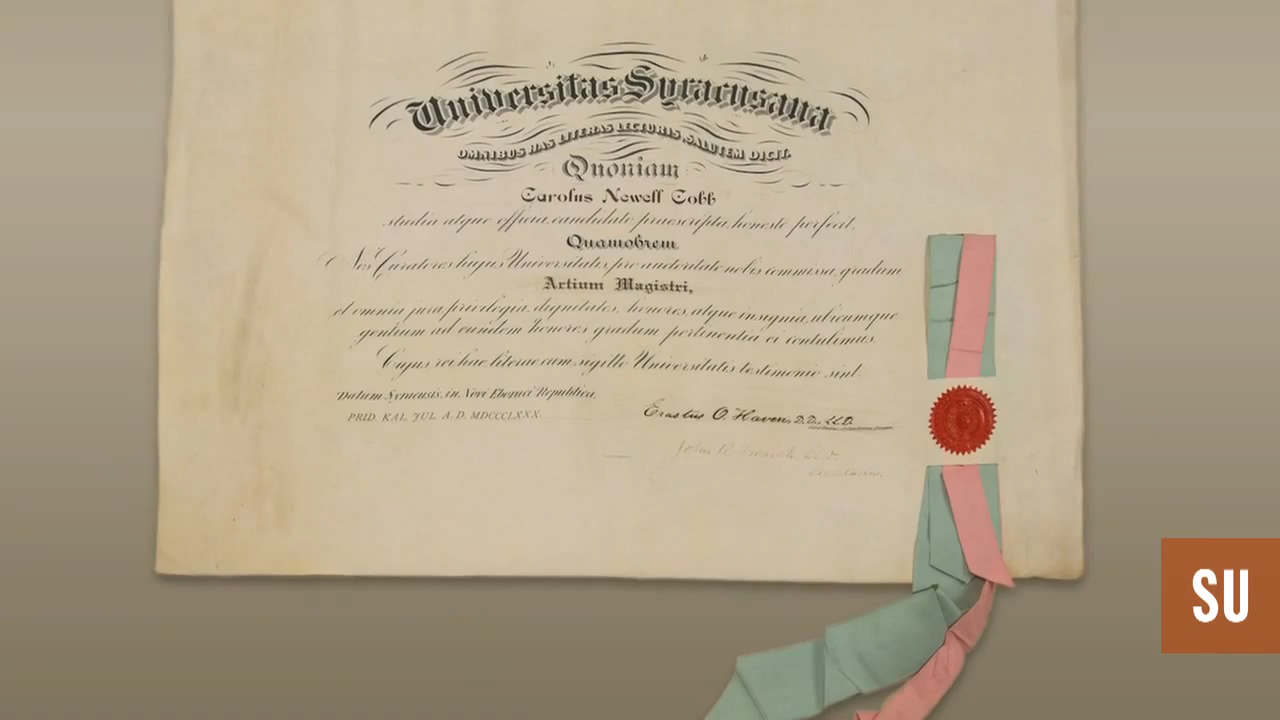 Universitas Syracusana
OMNIBUS HAS LITERAS LECTURIS, SALUTEM DICIT.
Quoniam
Carolus Newell Cobb
studia atque officia candidato praescripta honeste perfecit.
Quamobrem
Nos Curatores hujus Universitatis pro auctoritate nobis commissa gradum
Artium Magistri,
et omnia jura privilegia, dignitates, honores, atque insignia, ubicumque
gentium ad eundem honores gradum pertinentia ei contulimus.
Cujus rei hae literae cum sigillo Universitatis testimonio sint.
Datum Syracusis, in Novi Eboraci Republica,
PRID. KAL. JUL. A. D. MDCCCLXXX.
Erastus O. Haven, D.D., LL.D.
John R.
SU